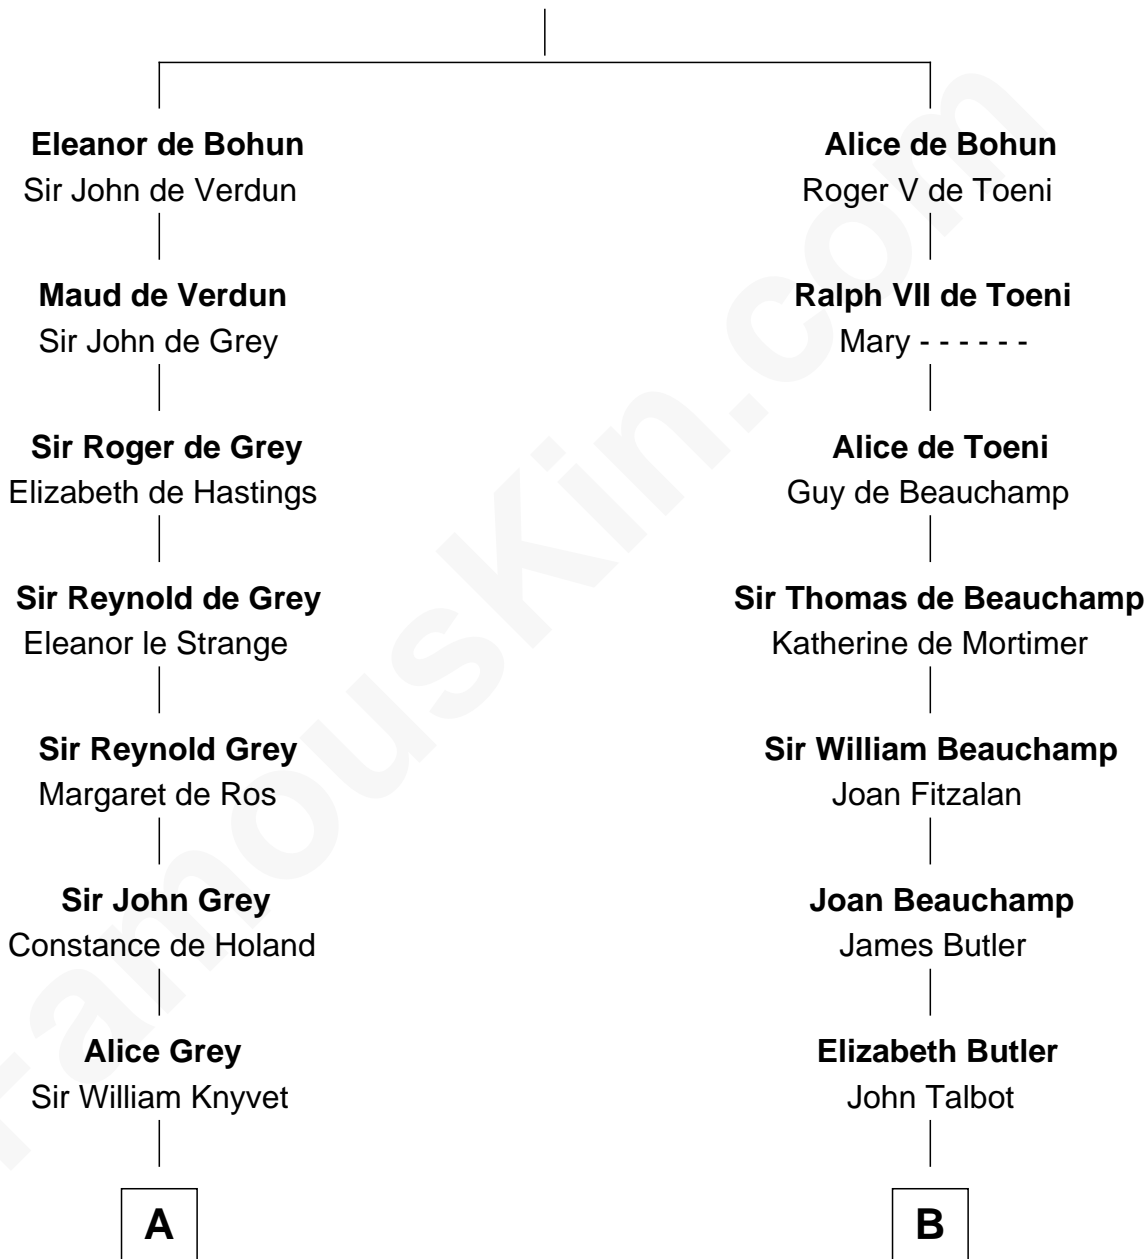 Eleanor de Bohun
Sir John de Verdun
Maud de Verdun
Sir John de Grey
Sir Roger de Grey
Elizabeth de Hastings
Sir Reynold de Grey
Eleanor le Strange
Sir Reynold Grey
Margaret de Ros
Sir John Grey
Constance de Holand
Alice Grey
Sir William Knyvet
A
Alice de Bohun
Roger V de Toeni
Ralph VII de Toeni
Mary - - - - - -
Alice de Toeni
Guy de Beauchamp
Sir Thomas de Beauchamp
Katherine de Mortimer
Sir William Beauchamp
Joan Fitzalan
Joan Beauchamp
James Butler
Elizabeth Butler
John Talbot
B
FamousKin.com